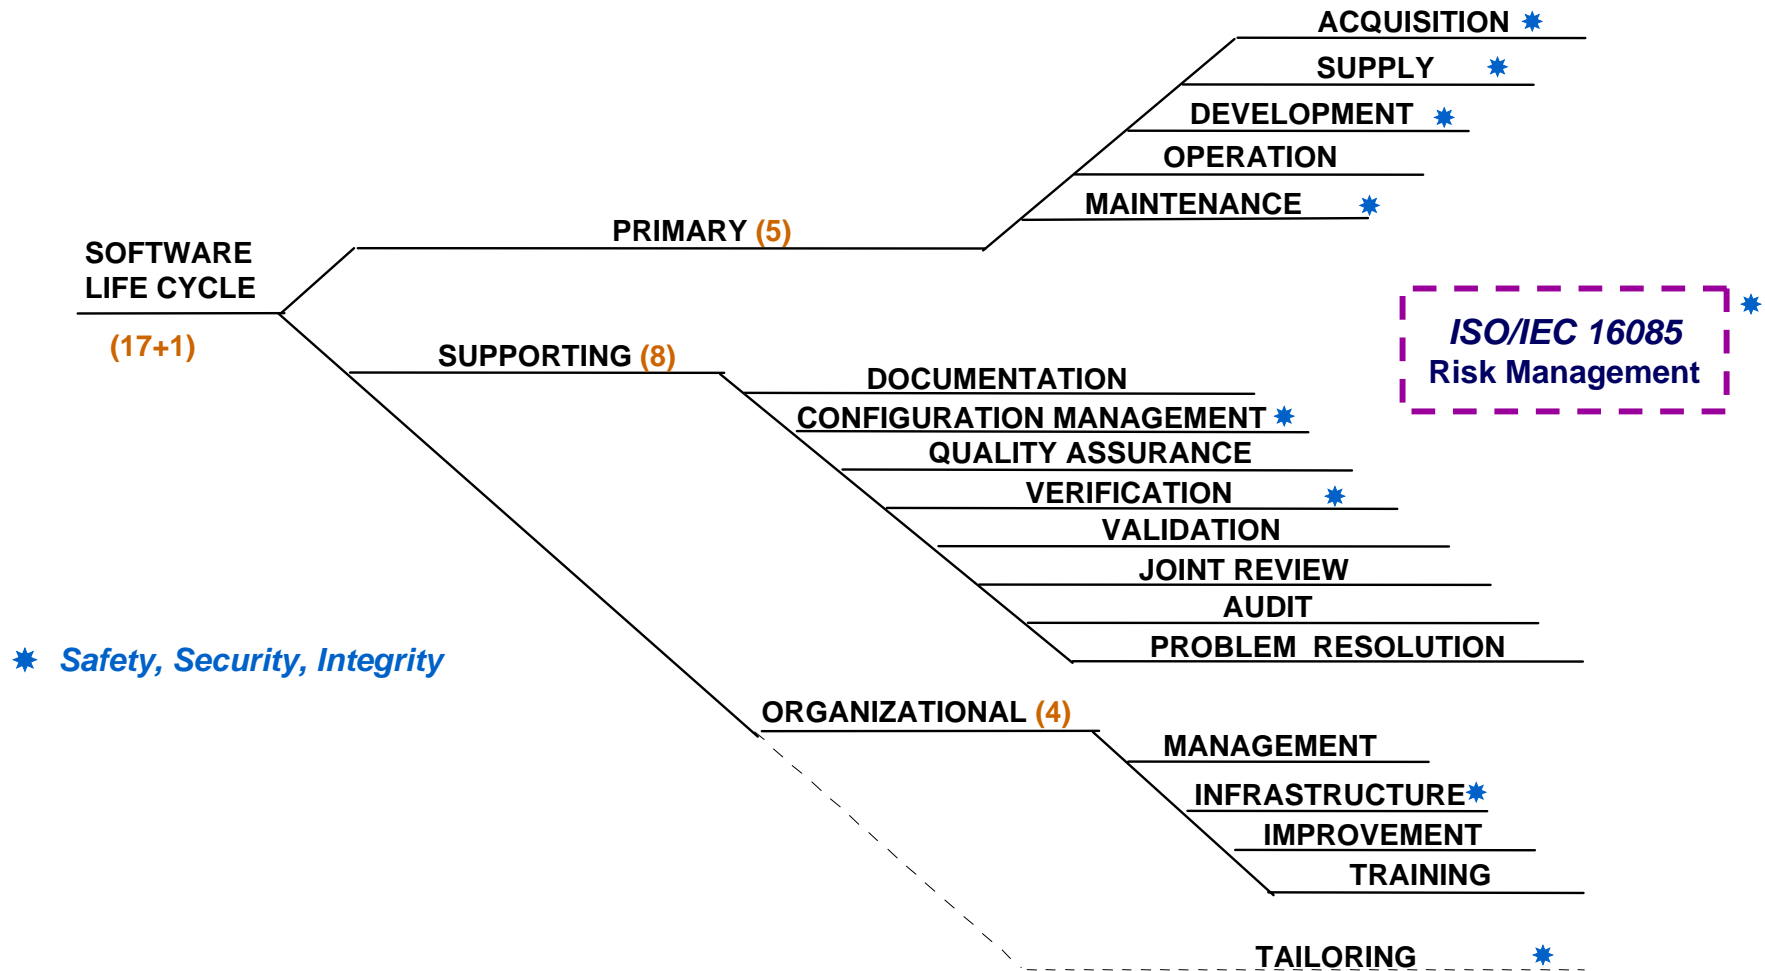 ACQUISITION
SUPPLY
DEVELOPMENT
OPERATION
MAINTENANCE
PRIMARY (5)
SOFTWARE
LIFE CYCLE
(17+1)
ISO/IEC 16085
Risk Management
SUPPORTING (8)
DOCUMENTATION
CONFIGURATION MANAGEMENT
QUALITY ASSURANCE
VERIFICATION
VALIDATION
JOINT REVIEW
AUDIT
PROBLEM RESOLUTION
Safety, Security, Integrity
ORGANIZATIONAL (4)
MANAGEMENT
INFRASTRUCTURE
IMPROVEMENT
TRAINING
TAILORING